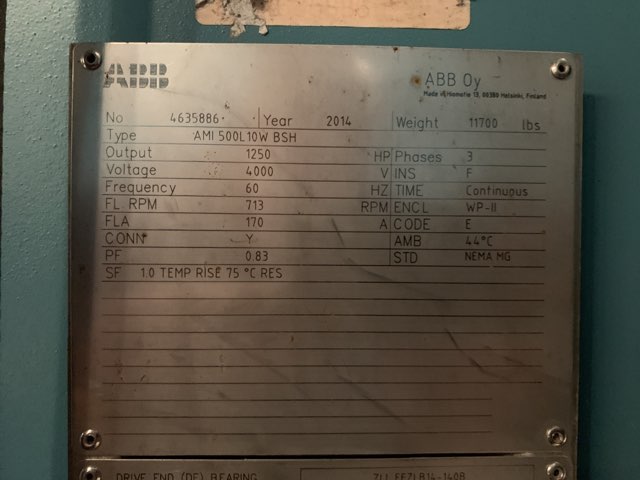 ABB
ABB Oy
No 4635886 Year 2014 Weight 11700 lbs
Type AMI 500L10W BSH
Output 1250 HP Phases 3
Voltage 4000 V INS F
Frequency 60 HZ TIME Continuous
FL RPM 713 RPM ENCL WP-II
FLA 170 A CODE E
CONN Y AMB 44°C
PF 0.83 STD NEMA MG
SF 1.0 TEMP RISE 75 °C RES
DRIVE END (DE) BEARING